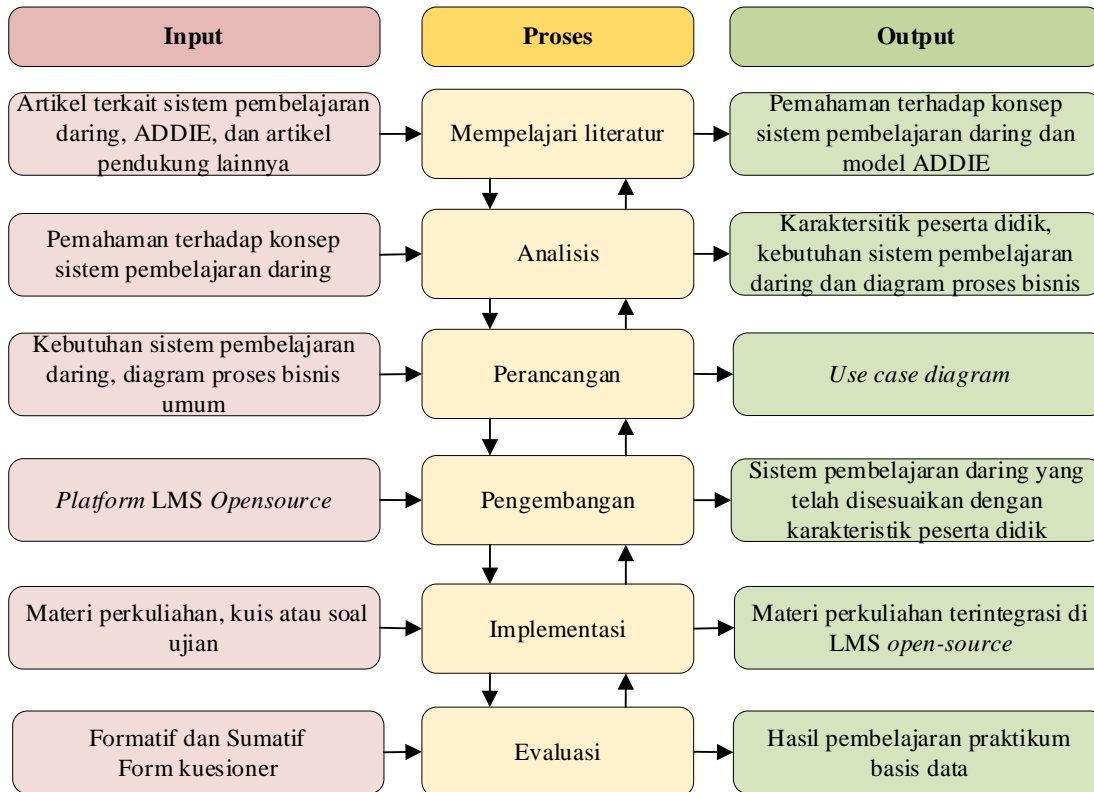 Input
Proses
Output
Artikel terkait sistem pembelajaran
daring, ADDIE, dan artikel
pendukung lainnya
Mempelajari literatur
Pemahaman terhadap konsep
sistem pembelajaran daring dan
model ADDIE
Pemahaman terhadap konsep
sistem pembelajaran daring
Analisis
Karaktersitik peserta didik,
kebutuhan sistem pembelajaran
daring dan diagram proses bisnis
Kebutuhan sistem pembelajaran
daring, diagram proses bisnis
umum
Perancangan
Use case diagram
Platform LMS Opensource
Pengembangan
Sistem pembelajaran daring yang
telah disesuaikan dengan
karakteristik peserta didik
Materi perkuliahan, kuis atau soal
ujian
Implementasi
Materi perkuliahan terintegrasi di
LMS open-source
Formatif dan Sumatif
Form kuesioner
Evaluasi
Hasil pembelajaran praktikum
basis data